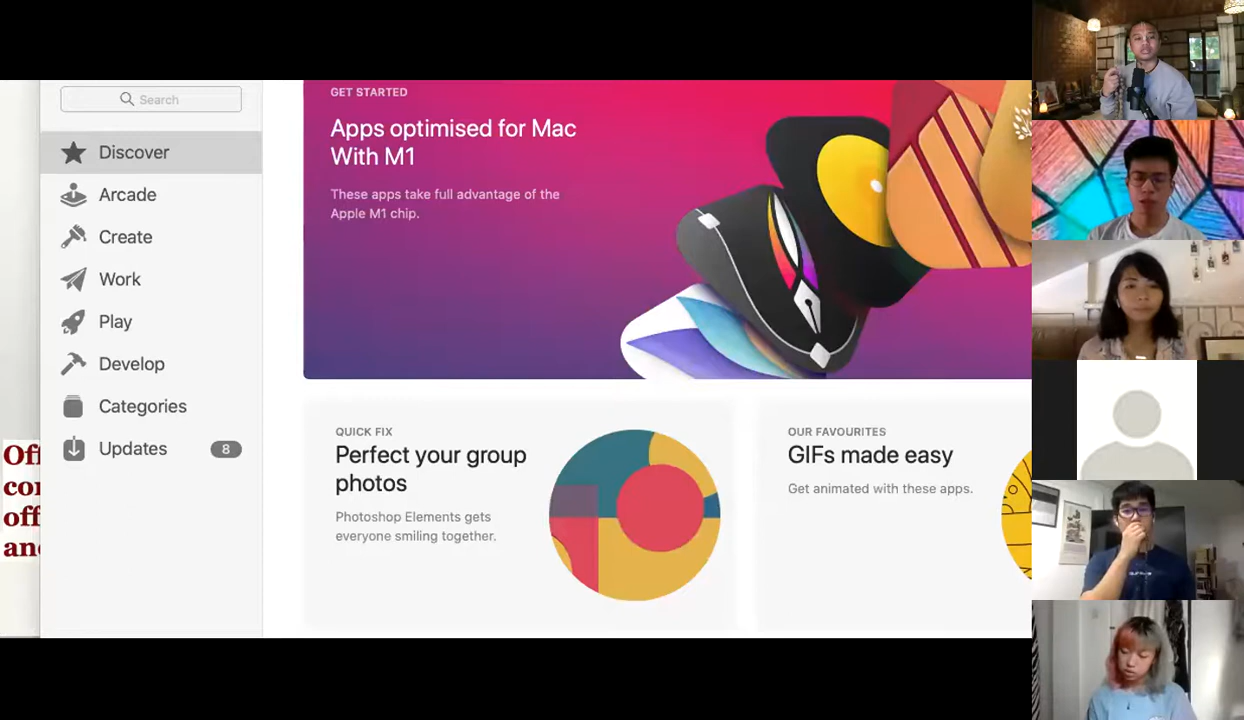 Search
Discover
Arcade
Create
Work
Play
Develop
Categories
Updates 8
GET STARTED
Apps optimised for Mac
With M1
These apps take full advantage of the
Apple M1 chip.
QUICK FIX
Perfect your group
photos
Photoshop Elements gets
everyone smiling together.
OUR FAVOURITES
GIFs made easy
Get animated with these apps.